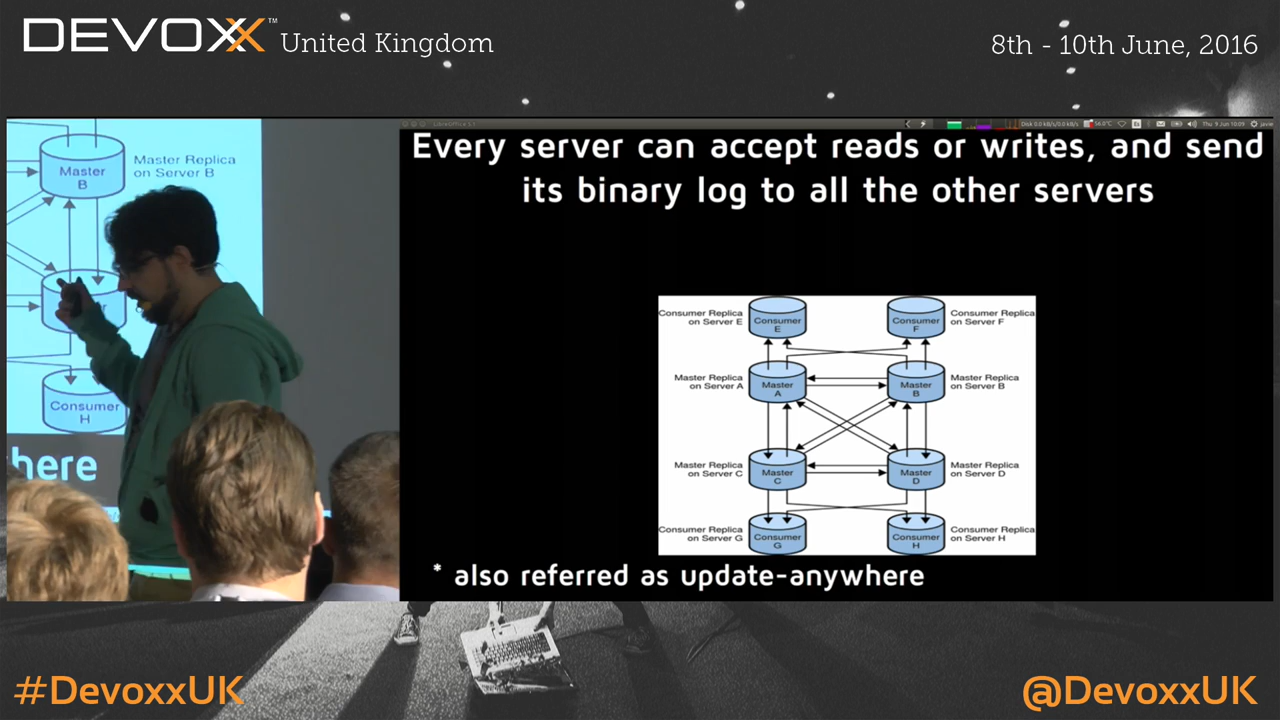 DEVOXX™ United Kingdom
8th - 10th June, 2016
Master B
Master Replica
on Server B
Consumer H
here
Every server can accept reads or writes, and send
its binary log to all the other servers
Consumer Replica on Server E
Consumer E
Consumer F
Consumer Replica on Server F
Master Replica on Server A
Master A
Master B
Master Replica on Server B
Master Replica on Server C
Master C
Master D
Master Replica on Server D
Consumer Replica on Server G
Consumer G
Consumer H
Consumer Replica on Server H
* also referred as update-anywhere
#DevoxxUK
@DevoxxUK